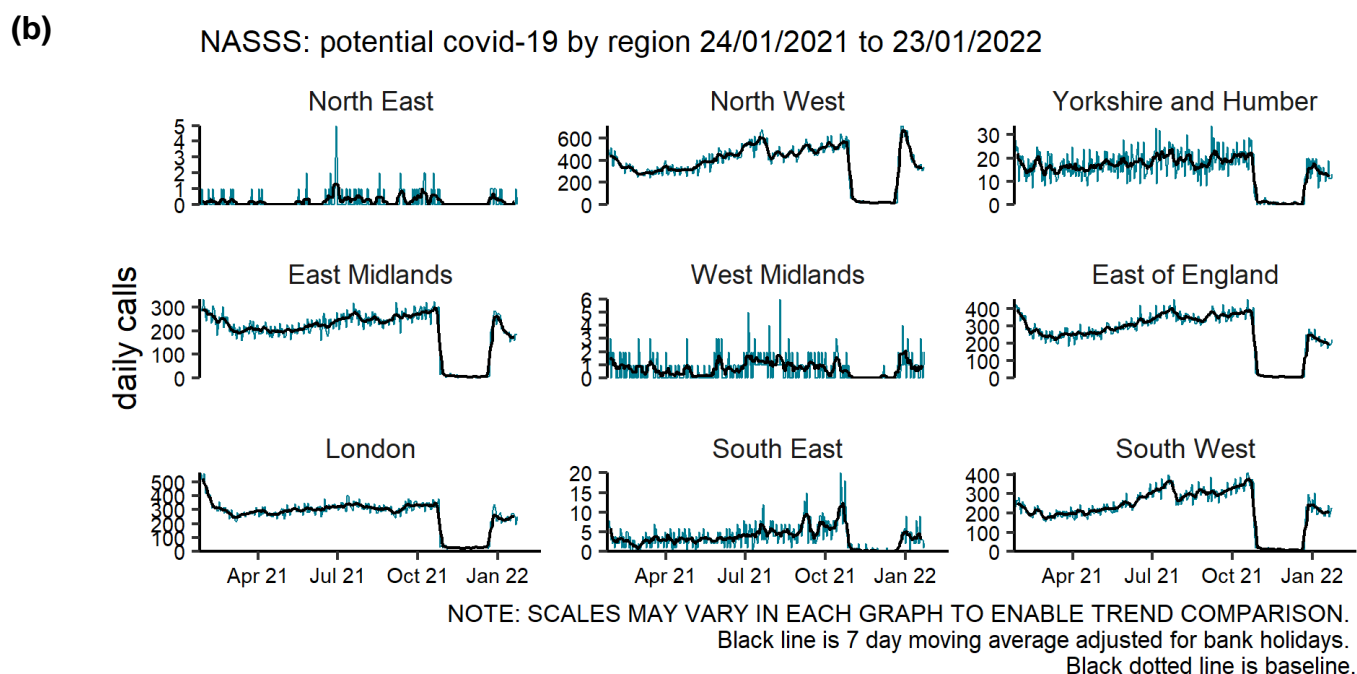 (b)
NASSS: potential covid-19 by region 24/01/2021 to 23/01/2022
North East
North West
Yorkshire and Humber
5
4
3
2
1
0
600
400
200
0
30
20
10
0
daily calls
East Midlands
West Midlands
East of England
300
200
100
0
6
5
4
3
2
1
0
400
300
200
100
0
London
South East
South West
500
400
300
200
100
0
20
15
10
5
0
400
300
200
100
0
Apr 21 Jul 21 Oct 21 Jan 22
Apr 21 Jul 21 Oct 21 Jan 22
Apr 21 Jul 21 Oct 21 Jan 22
NOTE: SCALES MAY VARY IN EACH GRAPH TO ENABLE TREND COMPARISON.
Black line is 7 day moving average adjusted for bank holidays.
Black dotted line is baseline.